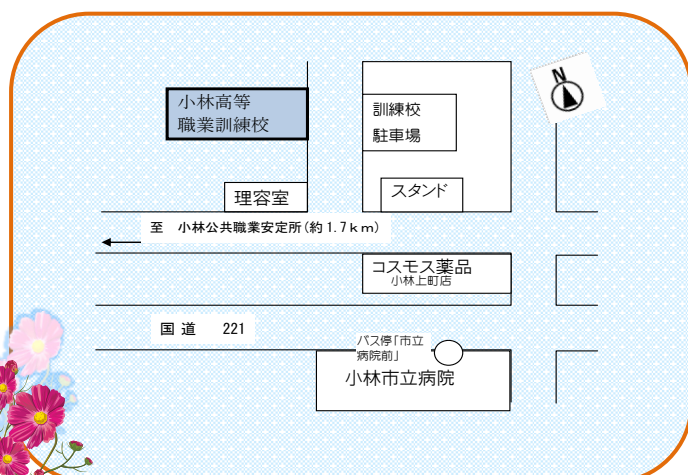 N
小林高等
職業訓練校
訓練校
駐車場
理容室
スタンド
至　小林公共職業安定所(約1.7ｋｍ)
コスモス薬品
小林上町店
国道　221
バス停「市立
病院前」
小林市立病院